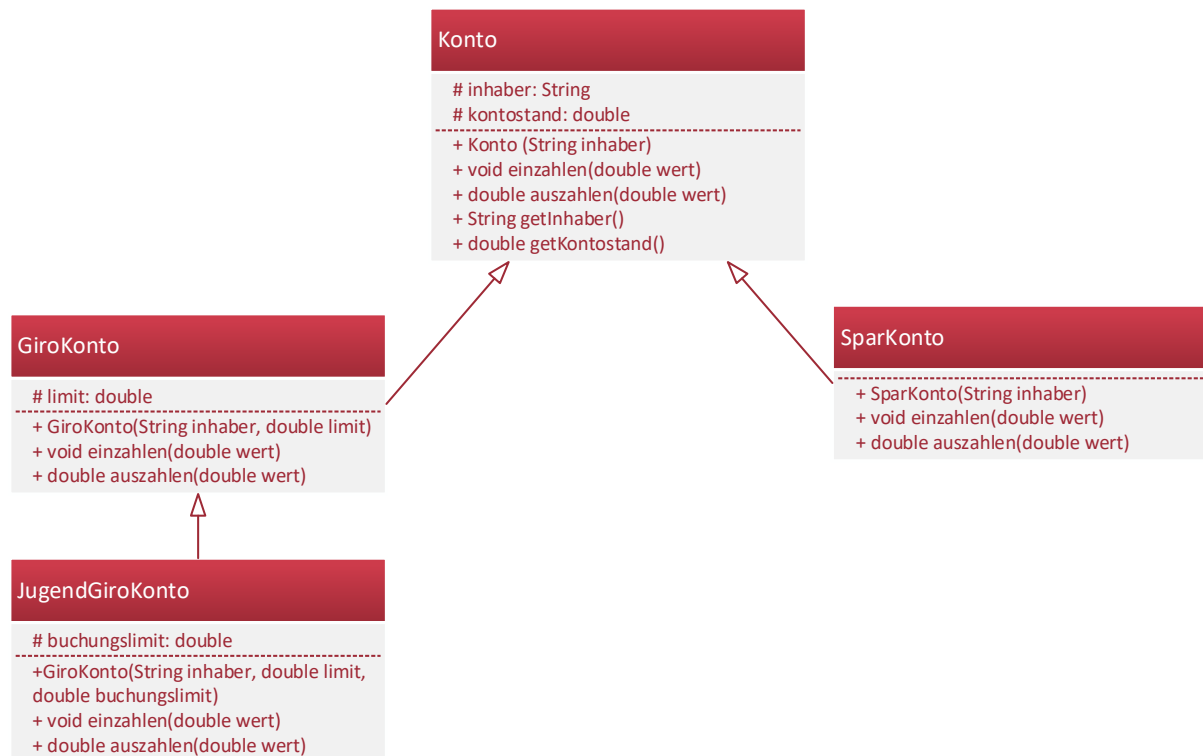 Konto
# inhaber: String
# kontostand: double
+ Konto (String inhaber)
+ void einzahlen(double wert)
+ double auszahlen(double wert)
+ String getInhaber()
+ double getKontostand()
GiroKonto
# limit: double
+ GiroKonto(String inhaber, double limit)
+ void einzahlen(double wert)
+ double auszahlen(double wert)
SparKonto
+ SparKonto(String inhaber)
+ void einzahlen(double wert)
+ double auszahlen(double wert)
JugendGiroKonto
# buchungslimit: double
+GiroKonto(String inhaber, double limit,
double buchungslimit)
+ void einzahlen(double wert)
+ double auszahlen(double wert)